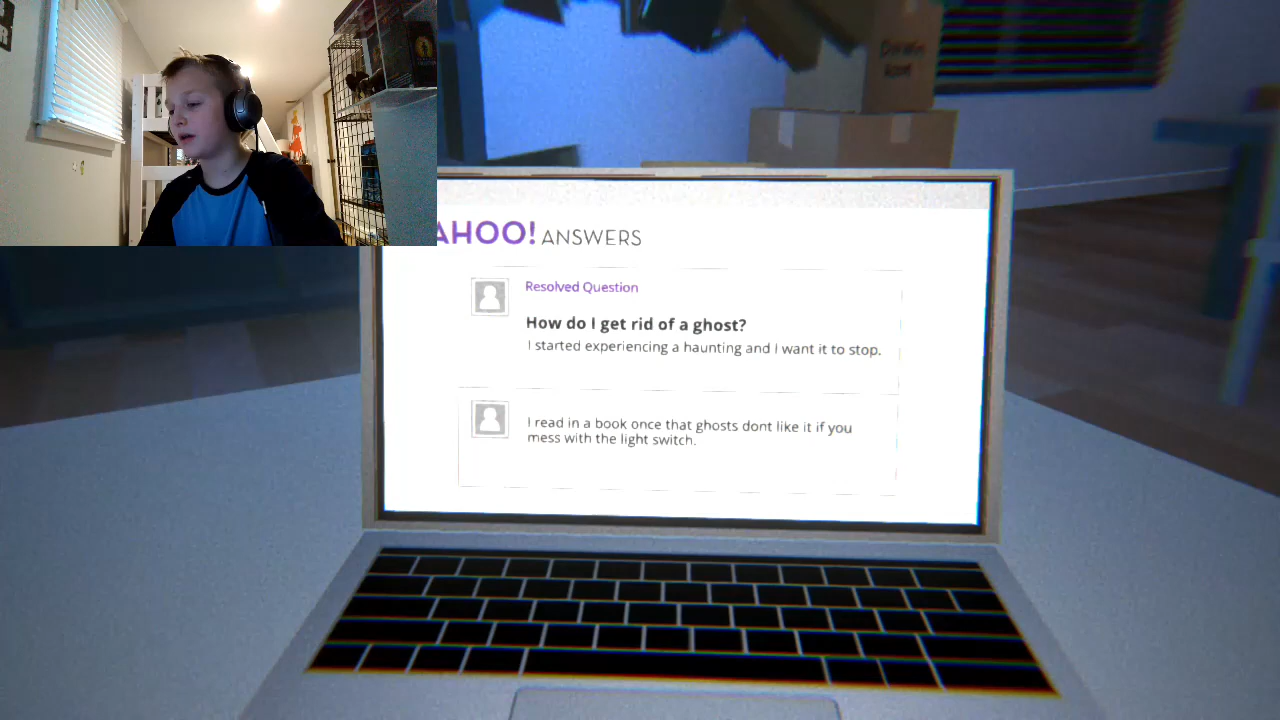 AHOO! ANSWERS
Resolved Question
How do I get rid of a ghost?
I started experiencing a haunting and I want it to stop.
I read in a book once that ghosts dont like it if you
mess with the light switch.